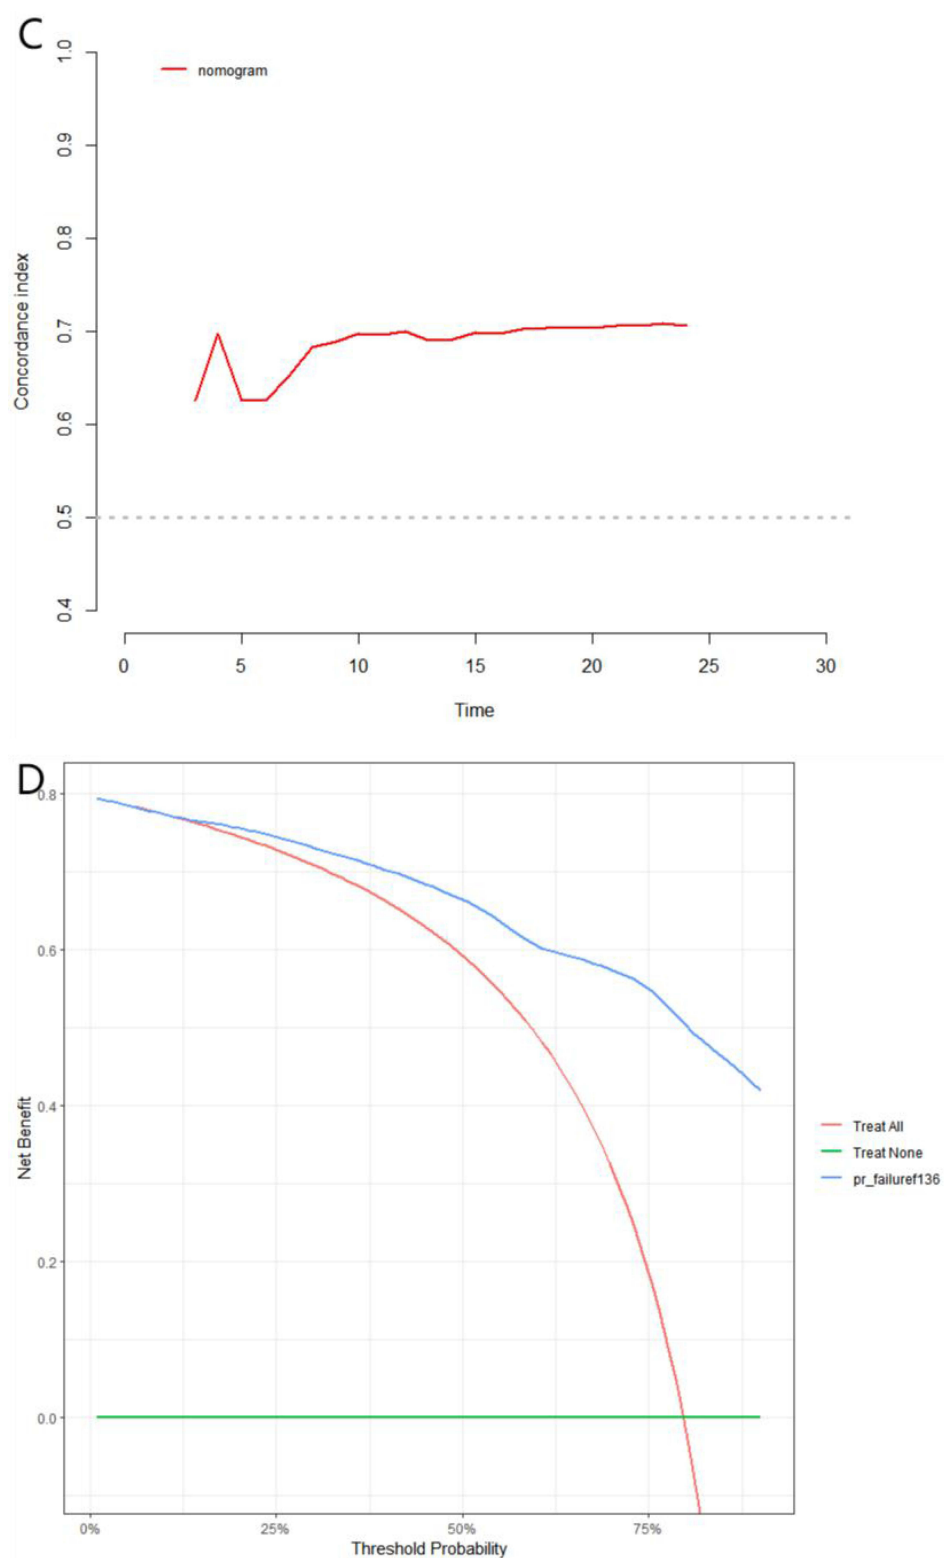 C
nomogram
1.0
0.9
0.8
0.7
0.6
0.5
0.4
Concordance index
0 5 10 15 20 25 30
Time
D
0.8
0.6
0.4
0.2
0.0
Net Benefit
Treat All
Treat None
pr_failuref136
0% 25% 50% 75%
Threshold Probability